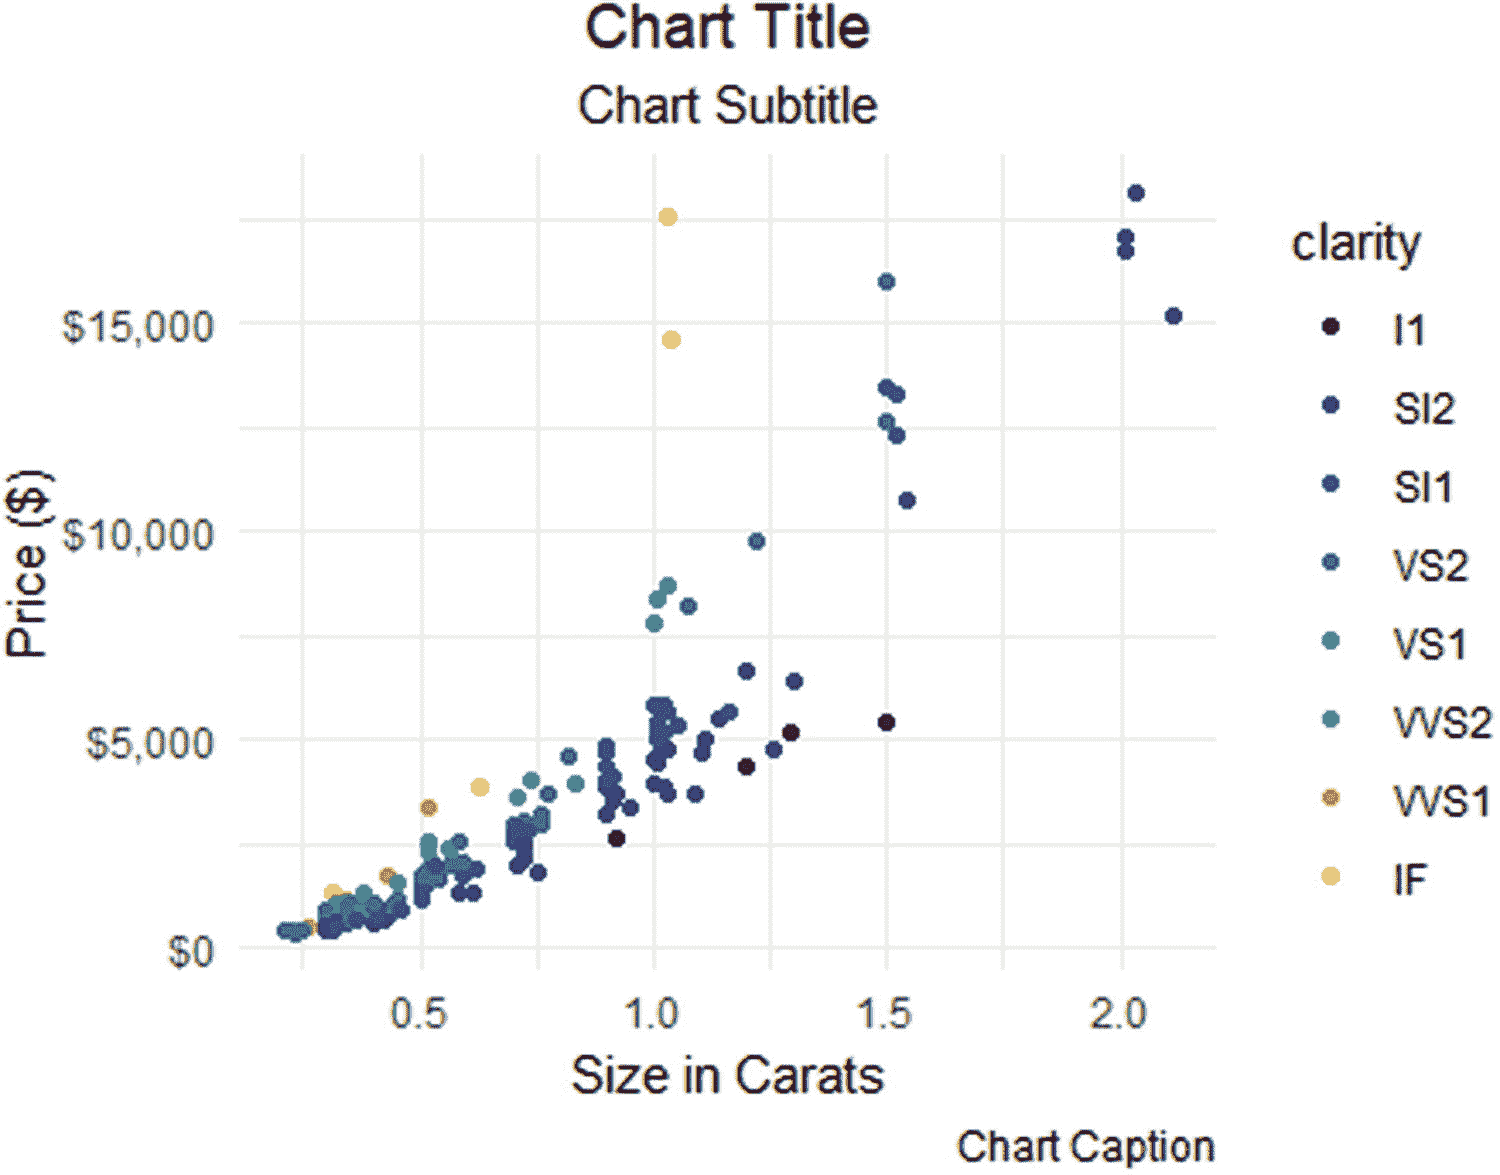 Chart Title
Chart Subtitle
Price ($)
$15,000
$10,000
$5,000
$0
0.5 1.0 1.5 2.0
Size in Carats
Chart Caption
clarity
I1
SI2
SI1
VS2
VS1
VVS2
VVS1
IF